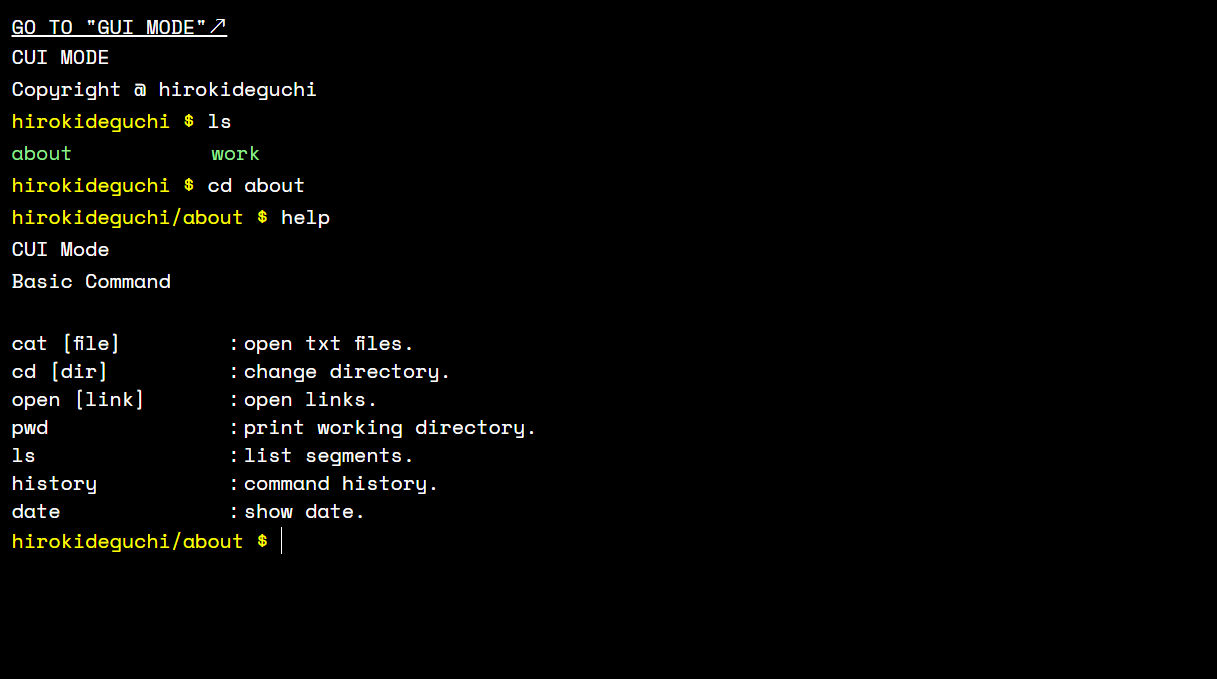 GO TO "GUI MODE"↗
CUI MODE
Copyright @ hirokideguchi
hirokideguchi $ ls
about work
hirokideguchi $ cd about
hirokideguchi/about $ help
CUI Mode
Basic Command
cat [file] :open txt files.
cd [dir] :change directory.
open [link] :open links.
pwd :print working directory.
ls :list segments.
history :command history.
date :show date.
hirokideguchi/about $